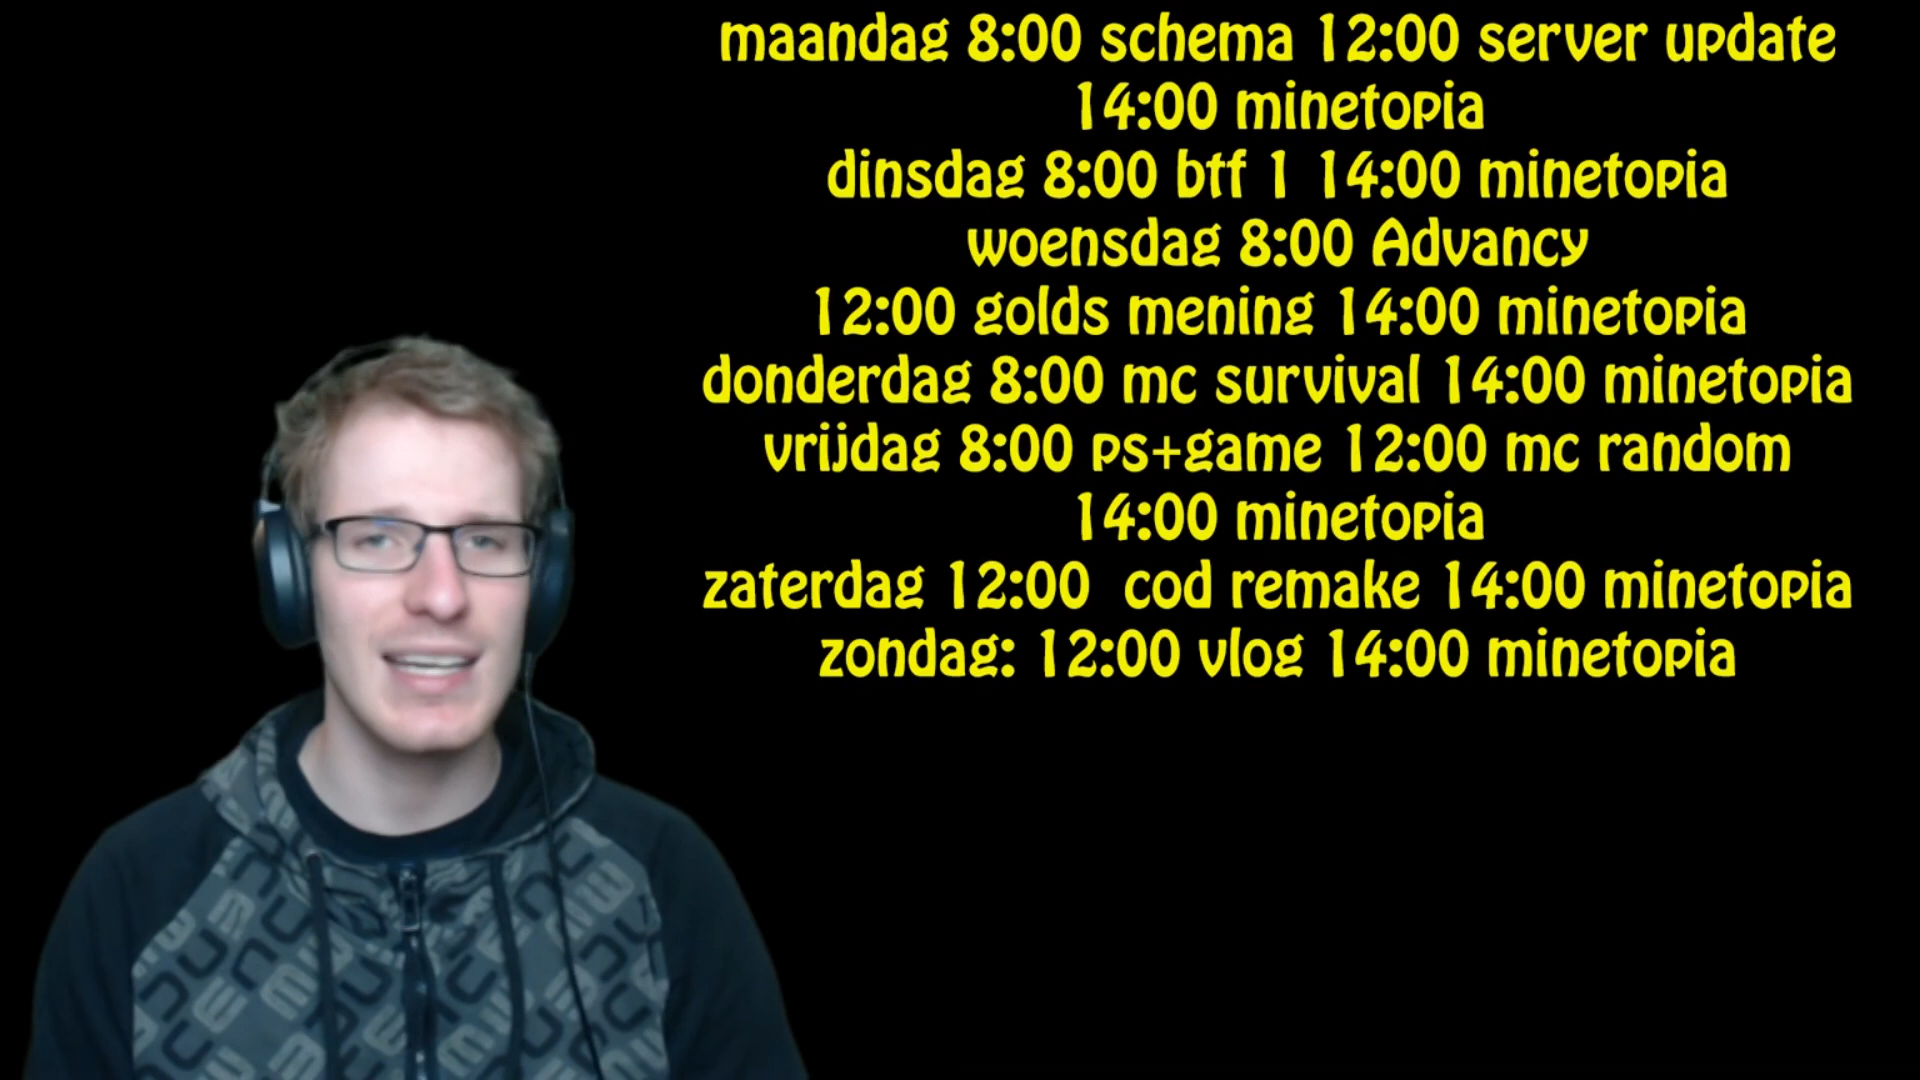 maandag 8:00 schema 12:00 server update
14:00 minetopia
dinsdag 8:00 btf 1 14:00 minetopia
woensdag 8:00 Advancy
12:00 golds mening 14:00 minetopia
donderdag 8:00 mc survival 14:00 minetopia
vrijdag 8:00 ps+game 12:00 mc random
14:00 minetopia
zaterdag 12:00 cod remake 14:00 minetopia
zondag: 12:00 vlog 14:00 minetopia